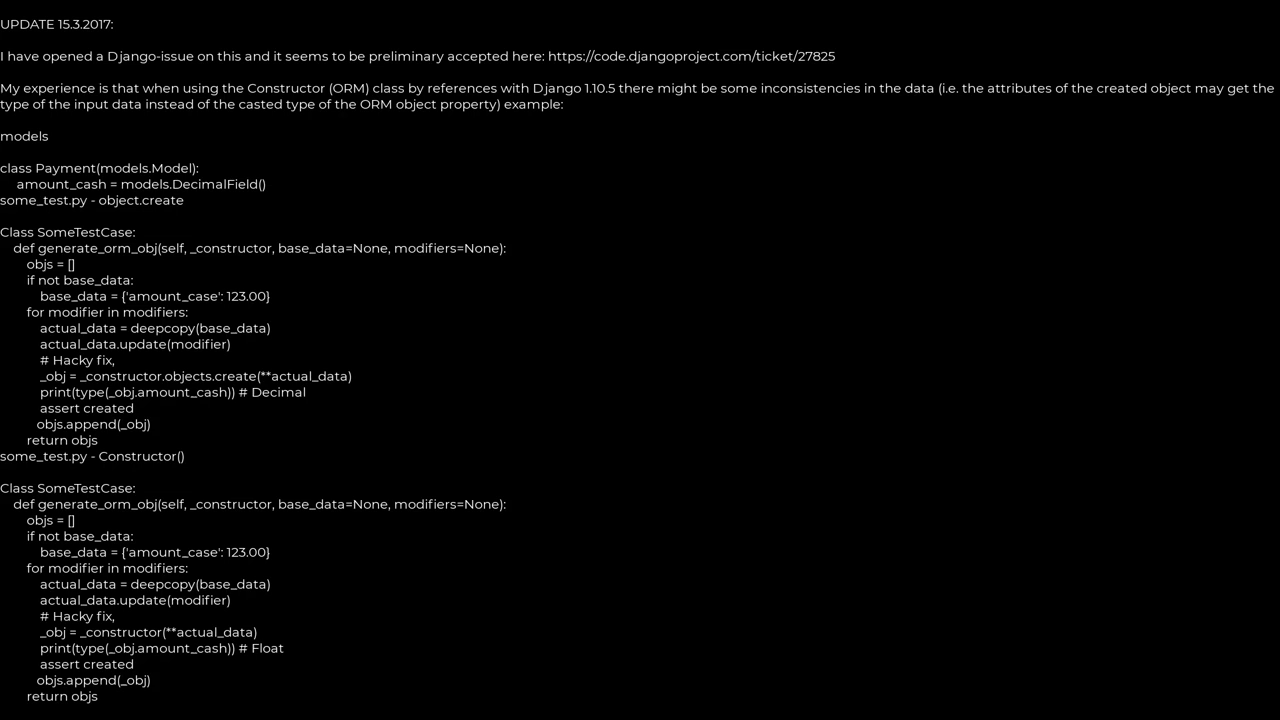 UPDATE 15.3.2017:
I have opened a Django-issue on this and it seems to be preliminary accepted here: https://code.djangoproject.com/ticket/27825
My experience is that when using the Constructor (ORM) class by references with Django 1.10.5 there might be some inconsistencies in the data (i.e. the attributes of the created object may get the
type of the input data instead of the casted type of the ORM object property) example:
models
class Payment(models.Model):
     amount_cash = models.DecimalField()
some_test.py - object.create
Class SomeTestCase:
    def generate_orm_obj(self, _constructor, base_data=None, modifiers=None):
        objs = []
        if not base_data:
            base_data = {'amount_case': 123.00}
        for modifier in modifiers:
            actual_data = deepcopy(base_data)
            actual_data.update(modifier)
            # Hacky fix,
            _obj = _constructor.objects.create(**actual_data)
            print(type(_obj.amount_cash)) # Decimal
            assert created
           objs.append(_obj)
        return objs
some_test.py - Constructor()
Class SomeTestCase:
    def generate_orm_obj(self, _constructor, base_data=None, modifiers=None):
        objs = []
        if not base_data:
            base_data = {'amount_case': 123.00}
        for modifier in modifiers:
            actual_data = deepcopy(base_data)
            actual_data.update(modifier)
            # Hacky fix,
            _obj = _constructor(**actual_data)
            print(type(_obj.amount_cash)) # Float
            assert created
           objs.append(_obj)
        return objs